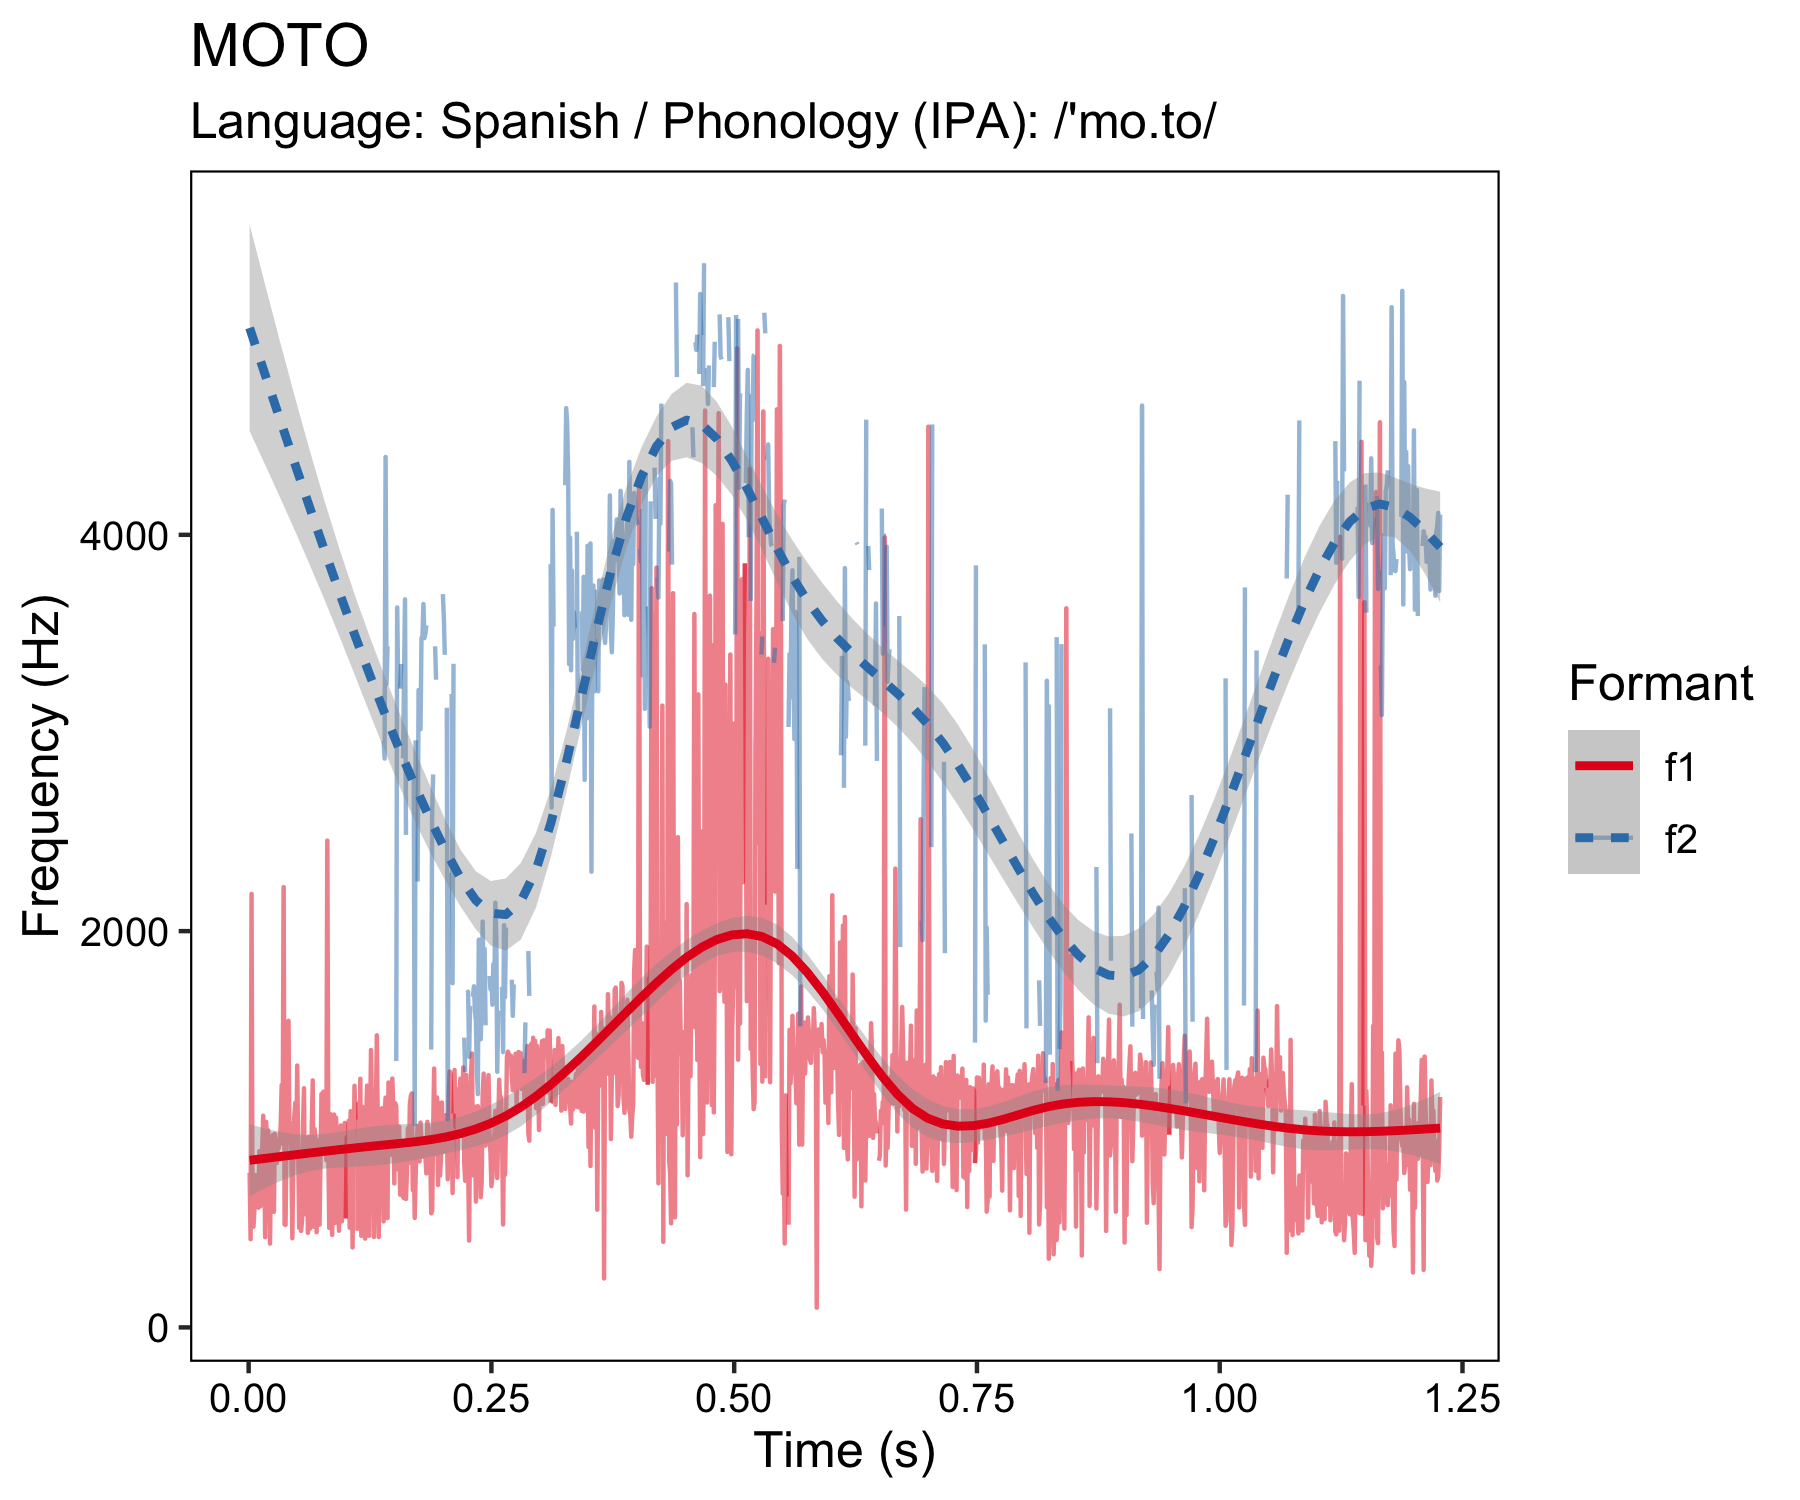 MOTO
Language: Spanish / Phonology (IPA): /'mo.to/
Frequency (Hz)
4000
2000
0
0.00 0.25 0.50 0.75 1.00 1.25
Time (s)
Formant
f1
f2